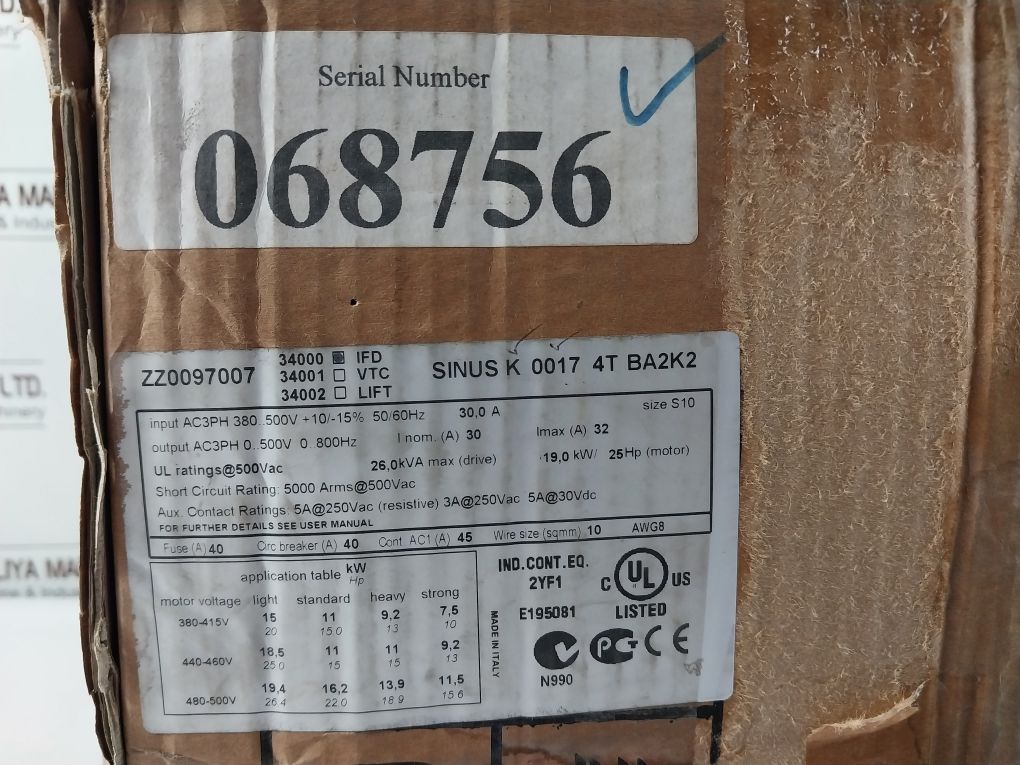 Serial Number
068756
ZZ0097007
34000 IFD
34001 VTC
34002 LIFT
SINUS K 0017 4T BA2K2
input AC3PH 380..500V +10/-15% 50/60Hz 30,0 A size S10
output AC3PH 0..500V 0..800Hz I nom. (A) 30 Imax (A) 32
UL ratings@500Vac 26,0kVA max (drive) 19,0 kW/ 25Hp (motor)
Short Circuit Rating: 5000 Arms@500Vac
Aux. Contact Ratings: 5A@250Vac (resistive) 3A@250Vac 5A@30Vdc
FOR FURTHER DETAILS SEE USER MANUAL
Fuse (A) 40 Circ breaker (A) 40 Cont. AC1 (A) 45 Wire size (sqmm) 10 AWG8
application table kW
Hp
motor voltage light standard heavy strong
380-415V 15 11 9,2 7,5
20 15.0 13 10
440-460V 18,5 11 11 9,2
25.0 15 15 13
480-500V 19,4 16,2 13,9 11,5
26.4 22.0 18.9 15.6
MADE IN ITALY
IND.CONT.EQ.
2YF1
E195081
C UL US
LISTED
N990
CE
LTD.